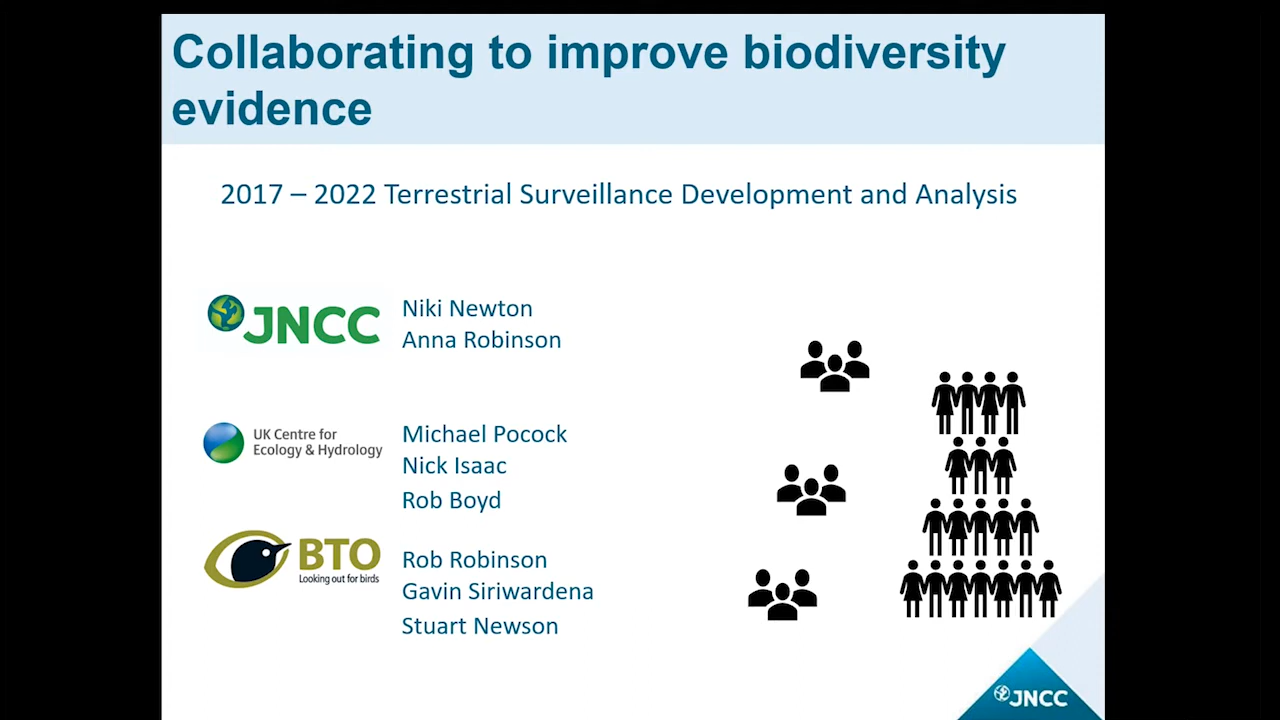 Collaborating to improve biodiversity
evidence
2017 – 2022 Terrestrial Surveillance Development and Analysis
JNCC
Niki Newton
Anna Robinson
UK Centre for
Ecology & Hydrology
Michael Pocock
Nick Isaac
Rob Boyd
BTO
Looking out for birds
Rob Robinson
Gavin Siriwardena
Stuart Newson
JNCC